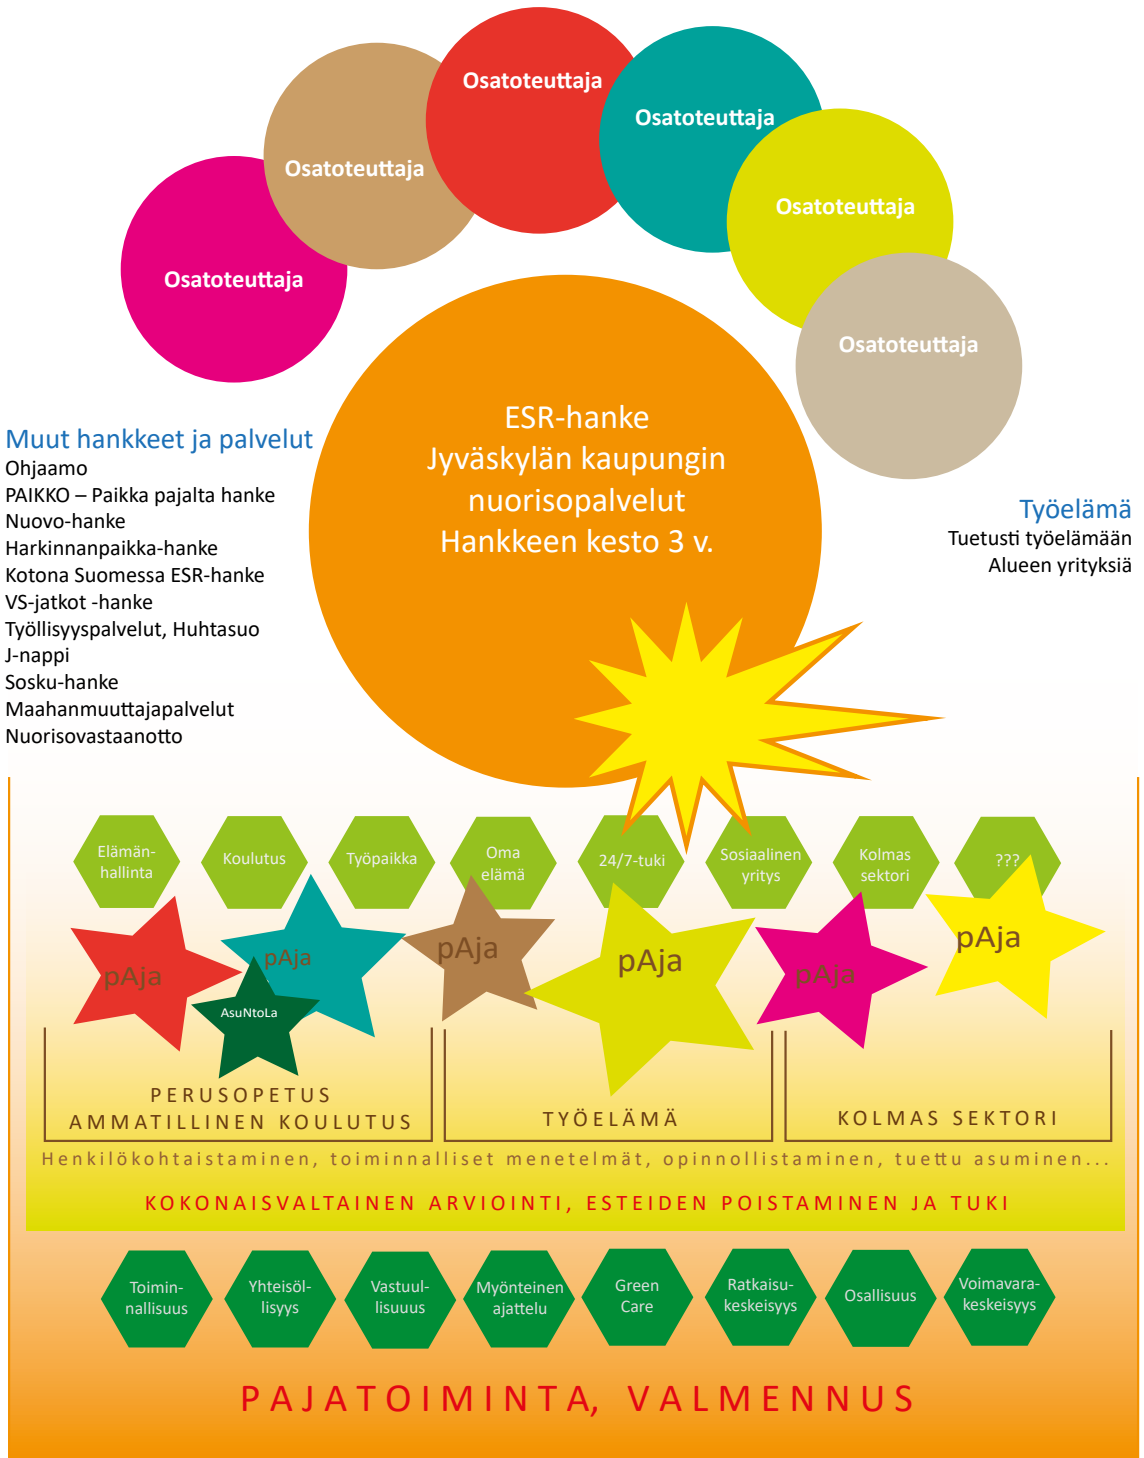 Osatoteuttaja
Osatoteuttaja
Osatoteuttaja
Osatoteuttaja
Osatoteuttaja
Osatoteuttaja
ESR-hanke
Jyväskylän kaupungin
nuorisopalvelut
Hankkeen kesto 3 v.
Muut hankkeet ja palvelut
Ohjaamo
PAIKKO – Paikka pajalta hanke
Nuovo-hanke
Harkinnanpaikka-hanke
Kotona Suomessa ESR-hanke
VS-jatkot -hanke
Työllisyyspalvelut, Huhtasuo
J-nappi
Sosku-hanke
Maahanmuuttajapalvelut
Nuorisovastaanotto
Työelämä
Tuetusti työelämään
Alueen yrityksiä
Elämän-
hallinta
Koulutus
Työpaikka
Oma
elämä
24/7-tuki
Sosiaalinen
yritys
Kolmas
sektori
???
pAja
pAja
AsuNtoLa
pAja
pAja
pAja
pAja
PERUSOPETUS
AMMATILLINEN KOULUTUS
TYÖELÄMÄ
KOLMAS SEKTORI
Henkilökohtaistaminen, toiminnalliset menetelmät, opinnollistaminen, tuettu asuminen...
KOKONAISVALTAINEN ARVIOINTI, ESTEIDEN POISTAMINEN JA TUKI
Toimin-
nallisuus
Yhteisöl-
lisyys
Vastuul-
lisuuus
Myönteinen
ajattelu
Green
Care
Ratkaisu-
keskeisyys
Osallisuus
Voimavara-
keskeisyys
PAJATOIMINTA, VALMENNUS